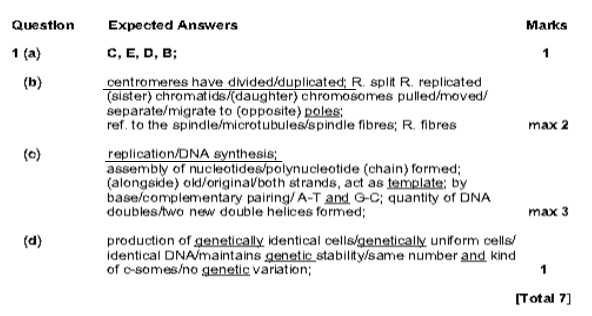 Question Expected Answers Marks
1 (a) C, E, D, B; 1
(b) centromeres have divided/duplicated; R. split R. replicated
(sister) chromatids/(daughter) chromosomes pulled/moved/
separate/migrate to (opposite) poles;
ref. to the spindle/microtubules/spindle fibres; R. fibres max 2
(c) replication/DNA synthesis;
assembly of nucleotides/polynucleotide (chain) formed;
(alongside) old/original/both strands, act as template; by
base/complementary pairing/ A-T and G-C; quantity of DNA
doubles/two new double helices formed; max 3
(d) production of genetically identical cells/genetically uniform cells/
identical DNA/maintains genetic stability/same number and kind
of c-somes/no genetic variation; 1
[Total 7]